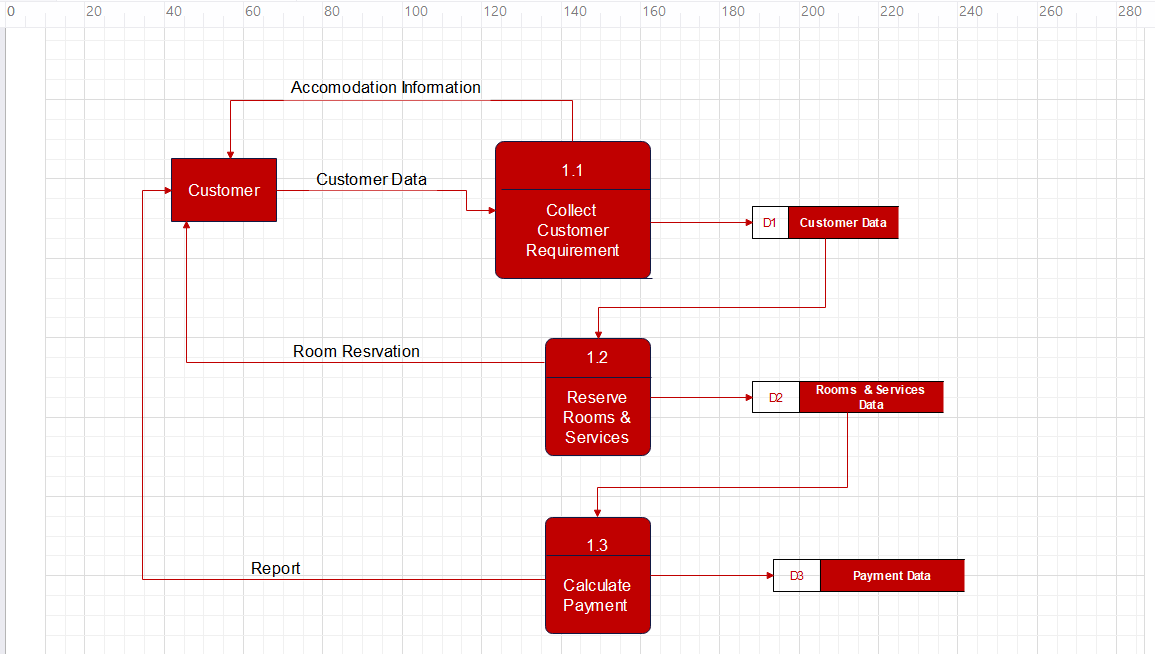 0 20 40 60 80 100 120 140 160 180 200 220 240 260 280
Accomodation Information
1.1
Customer
Customer Data
Collect
Customer
Requirement
D1 Customer Data
Room Resrvation
1.2
Reserve
Rooms &
Services
D2
Rooms & Services
Data
1.3
Report
Calculate
Payment
D3 Payment Data